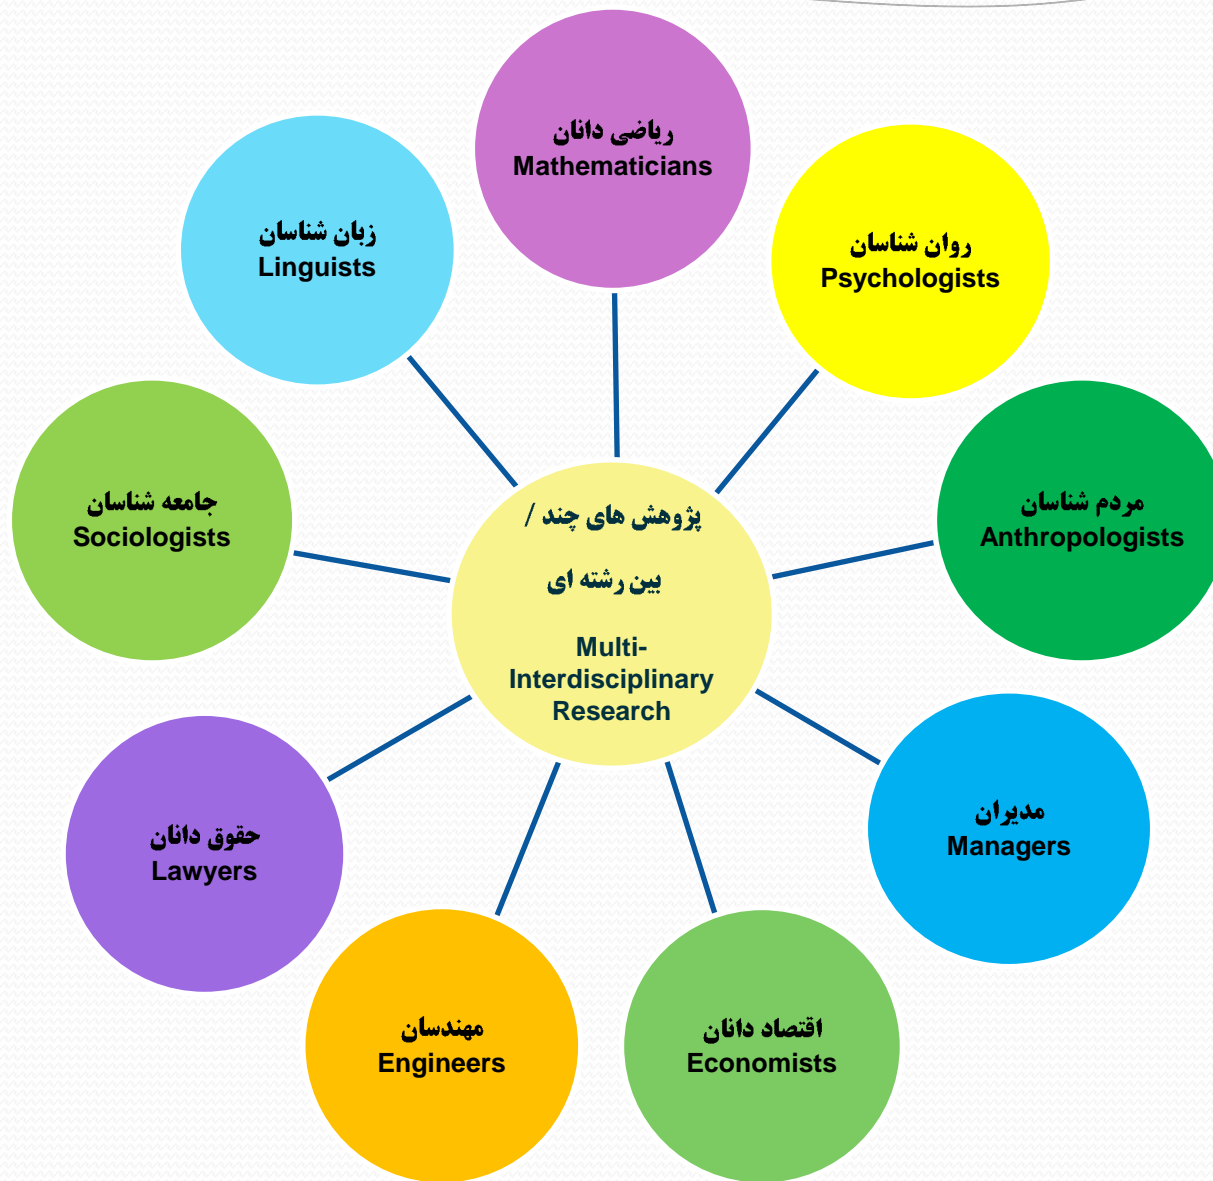 ریاضی دانان
Mathematicians
روان شناسان
Psychologists
زبان شناسان
Linguists
مردم شناسان
Anthropologists
جامعه شناسان
Sociologists
پژوهش های چند /
بین رشته ای
Multi-
Interdisciplinary
Research
مدیران
Managers
حقوق دانان
Lawyers
اقتصاد دانان
Economists
مهندسان
Engineers